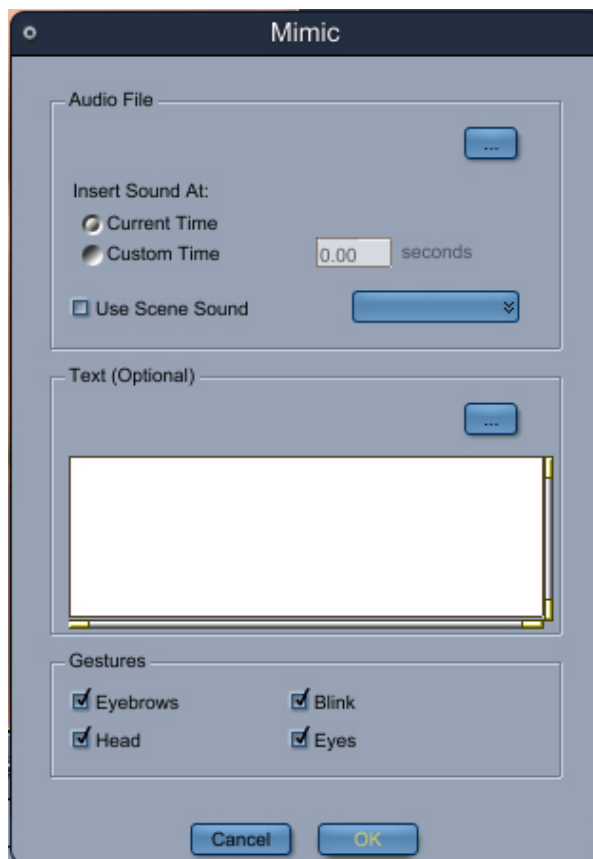 Mimic
Audio File
...
Insert Sound At:
Current Time
Custom Time
0.00 seconds
Use Scene Sound
Text (Optional)
...
Gestures
Eyebrows Blink
Head Eyes
Cancel OK